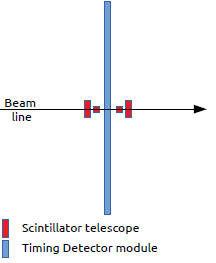 Beam
line
Scintillator telescope
Timing Detector module